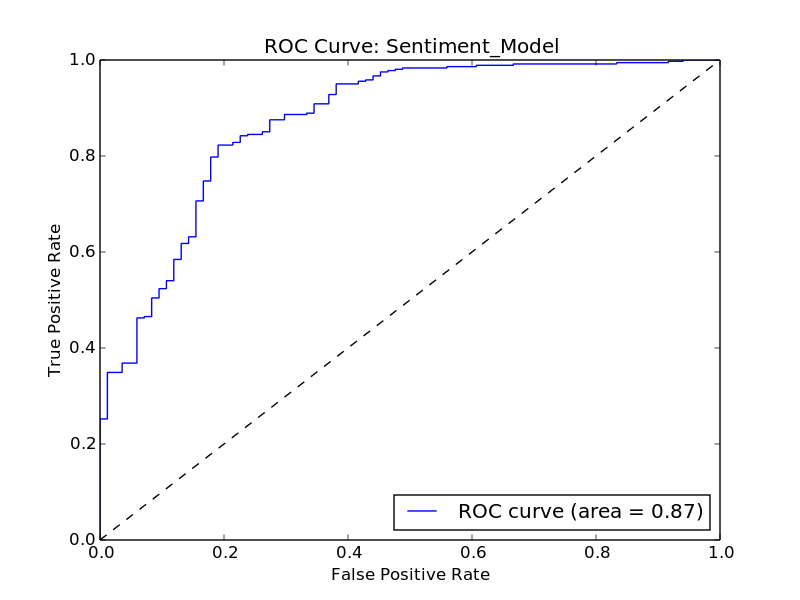 ROC Curve: Sentiment_Model
1.0
0.8
0.6
0.4
0.2
0.0
True Positive Rate
ROC curve (area = 0.87)
0.0 0.2 0.4 0.6 0.8 1.0
False Positive Rate